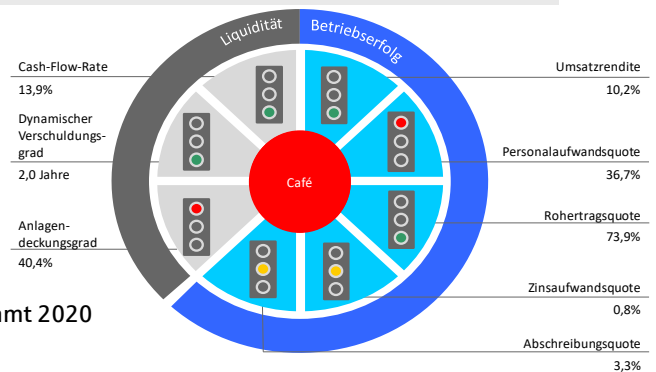 Liquidität
Betriebserfolg
Cash-Flow-Rate
13,9%
Dynamischer
Verschuldungs-
grad
2,0 Jahre
Anlagen-
deckungsgrad
40,4%
Café
Umsatzrendite
10,2%
Personalaufwandsquote
36,7%
Rohertragsquote
73,9%
Zinsaufwandsquote
0,8%
Abschreibungsquote
3,3%
2020